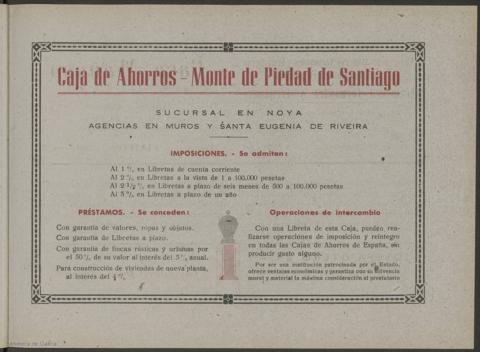 Caja de Ahorros - Monte de Piedad de Santiago
SUCURSAL EN NOYA
AGENCIAS EN MUROS Y SANTA EUGENIA DE RIVEIRA
IMPOSICIONES. - Se admiten:
Al 1 %, en Libretas de cuenta corriente
Al 2 %, en Libretas a la vista de 1 a 100.000 pesetas
Al 2 1/2 %, en Libretas a plazo de seis meses de 500 a 100.000 pesetas
Al 3 %, en Libretas a plazo de un año
PRÉSTAMOS. - Se conceden:
Con garantía de valores, ropas y objetos.
Con garantía de Libretas a plazo.
Con garantía de fincas rústicas y urbanas por
el 50 %, de su valor al interés del 5 %, anual.
Para construcción de viviendas de nueva planta,
al interés del 4 %.
Operaciones de intercambio
Con una Libreta de esta Caja, pueden realizarse operaciones de imposición y reintegro
en todas las Cajas de Ahorros de España, sin
producir gasto alguno.
Por ser una institución patrocinada por el Estado,
ofrece ventajas económicas y garantiza con su solvencia
moral y material la máxima consideración al prestatario